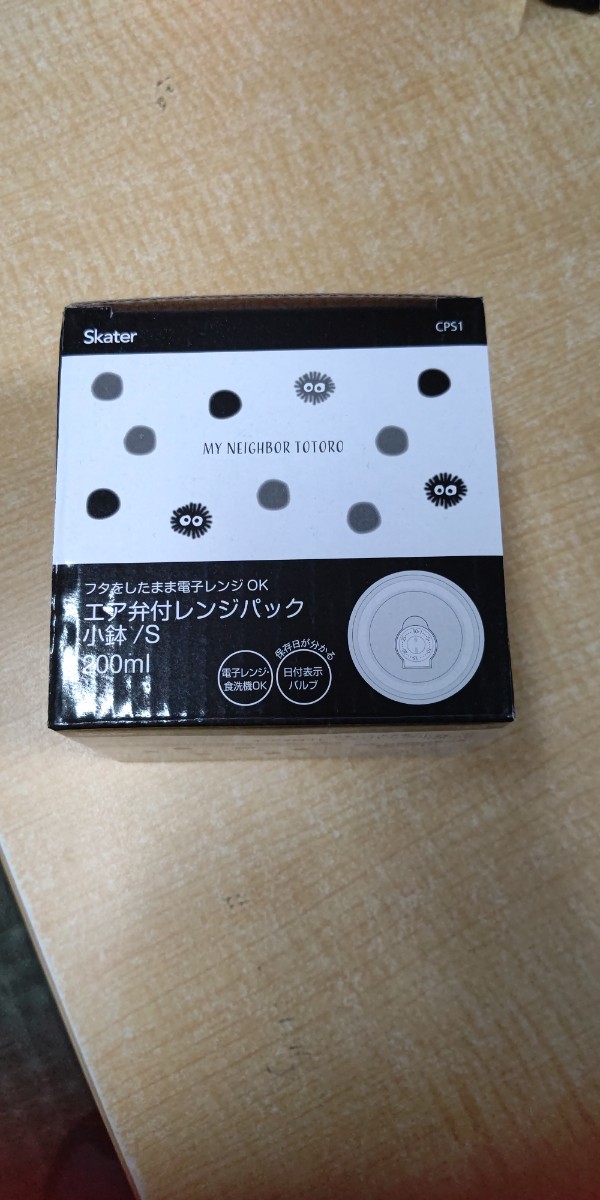 Skater
CPS1
MY NEIGHBOR TOTORO
フタをしたまま電子レンジ OK
エア弁付レンジパック
小鉢 /S
200ml
電子レンジ・
食洗機OK
保存日が分かる
日付表示
バルブ